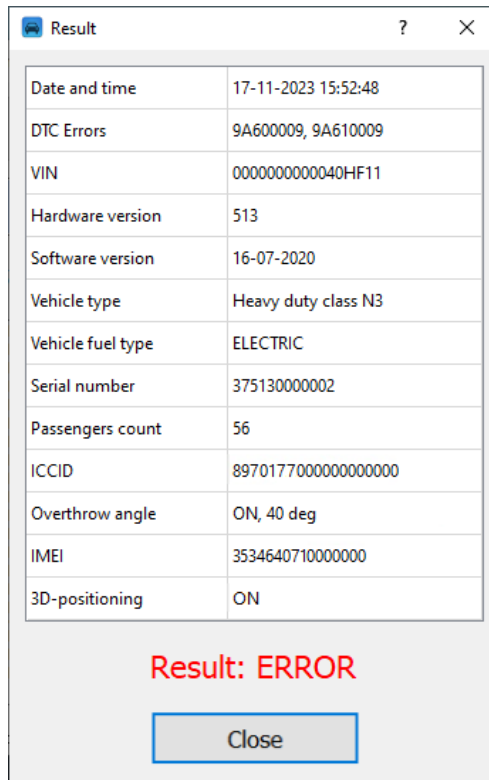 Result ?
Date and time 17-11-2023 15:52:48
DTC Errors 9A600009, 9A610009
VIN 0000000000040HF11
Hardware version 513
Software version 16-07-2020
Vehicle type Heavy duty class N3
Vehicle fuel type ELECTRIC
Serial number 375130000002
Passengers count 56
ICCID 8970177000000000000
Overthrow angle ON, 40 deg
IMEI 3534640710000000
3D-positioning ON
Result: ERROR
Close